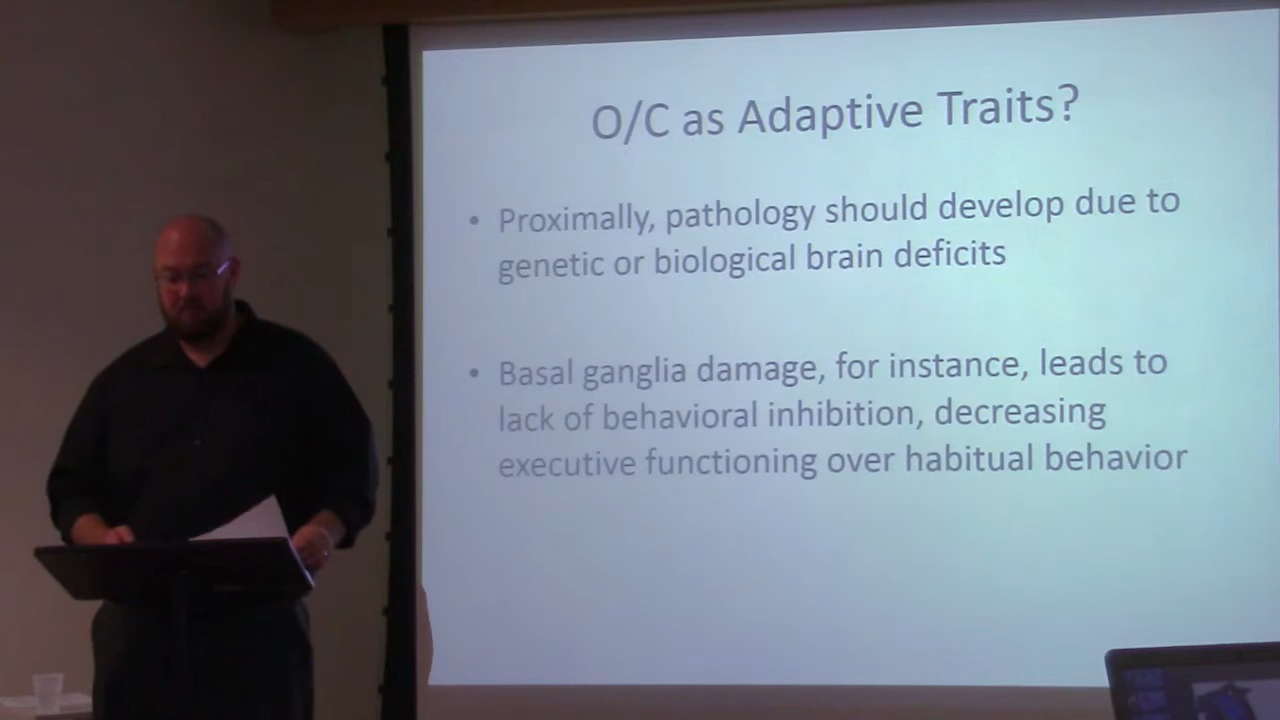 O/C as Adaptive Traits?
• Proximally, pathology should develop due to
genetic or biological brain deficits
• Basal ganglia damage, for instance, leads to
lack of behavioral inhibition, decreasing
executive functioning over habitual behavior